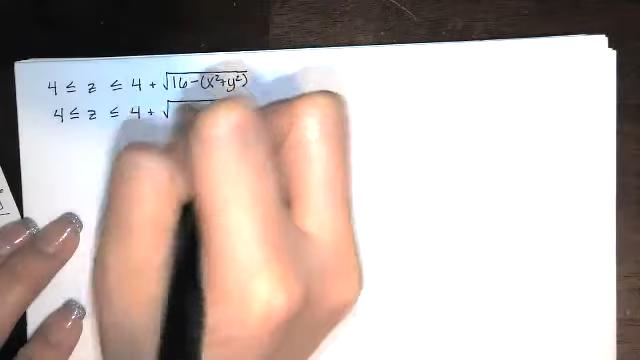 4 ≤ z ≤ 4 + √16 - (x² + y²)
4 ≤ z ≤ 4 + √